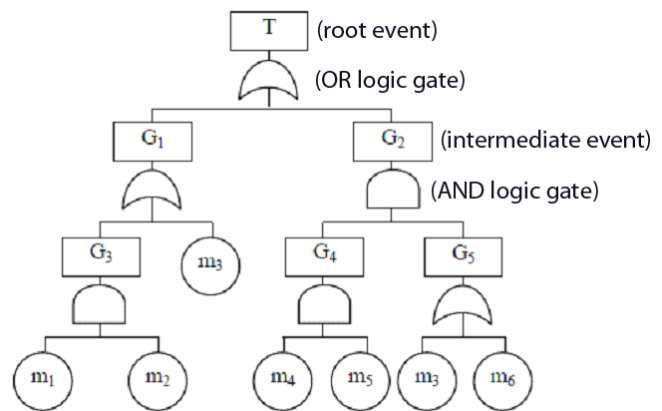 T (root event)
(OR logic gate)
G₁ G₂ (intermediate event)
(AND logic gate)
G₃ m₃ G₄ G₅
m₁ m₂ m₄ m₅ m₃ m₆